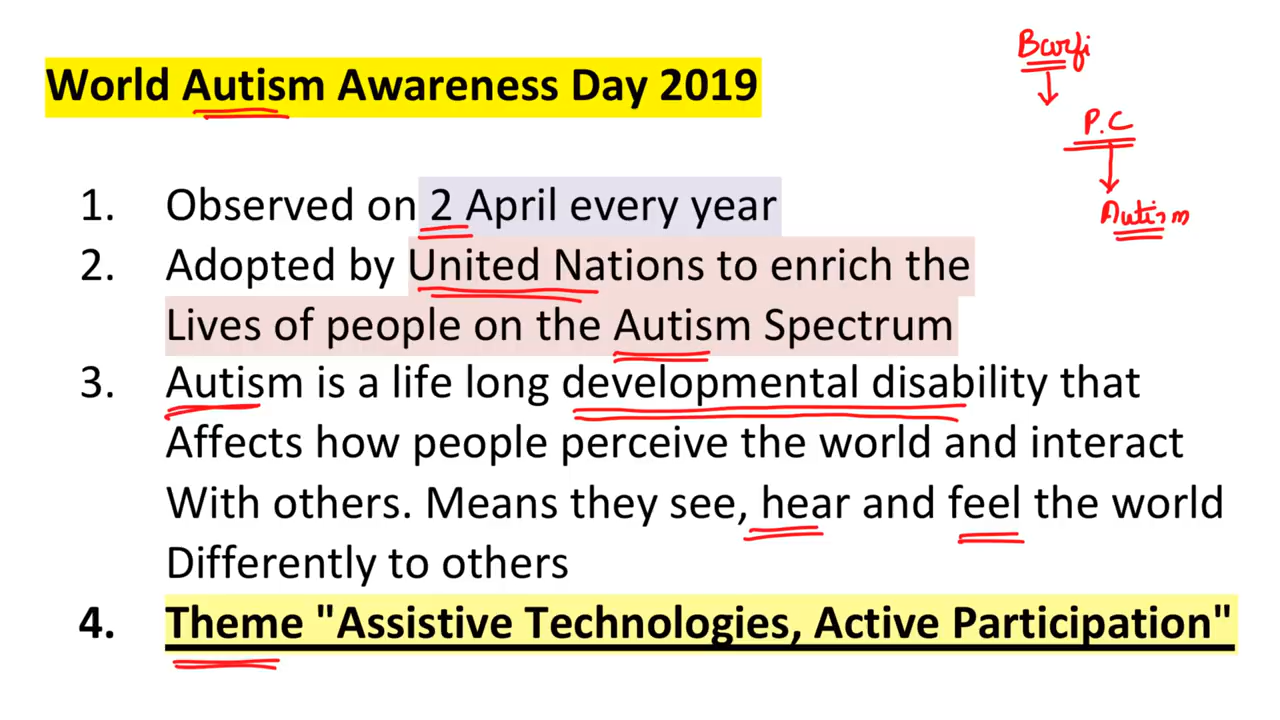 World Autism Awareness Day 2019
Barfi
P.C
Autism
1. Observed on 2 April every year
2. Adopted by United Nations to enrich the
Lives of people on the Autism Spectrum
3. Autism is a life long developmental disability that
Affects how people perceive the world and interact
With others. Means they see, hear and feel the world
Differently to others
4. Theme "Assistive Technologies, Active Participation"